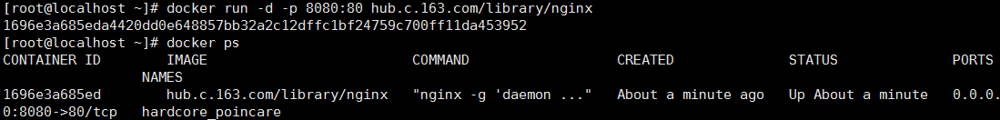 [root@localhost ~]# docker run -d -p 8080:80 hub.c.163.com/library/nginx
1696e3a685eda4420dd0e648857bb32a2c12dffc1bf24759c700ff11da453952
[root@localhost ~]# docker ps
CONTAINER ID        IMAGE                         COMMAND                  CREATED              STATUS              PORTS
                NAMES
1696e3a685ed        hub.c.163.com/library/nginx   "nginx -g 'daemon ..."   About a minute ago   Up About a minute   0.0.0.
0:8080->80/tcp   hardcore_poincare